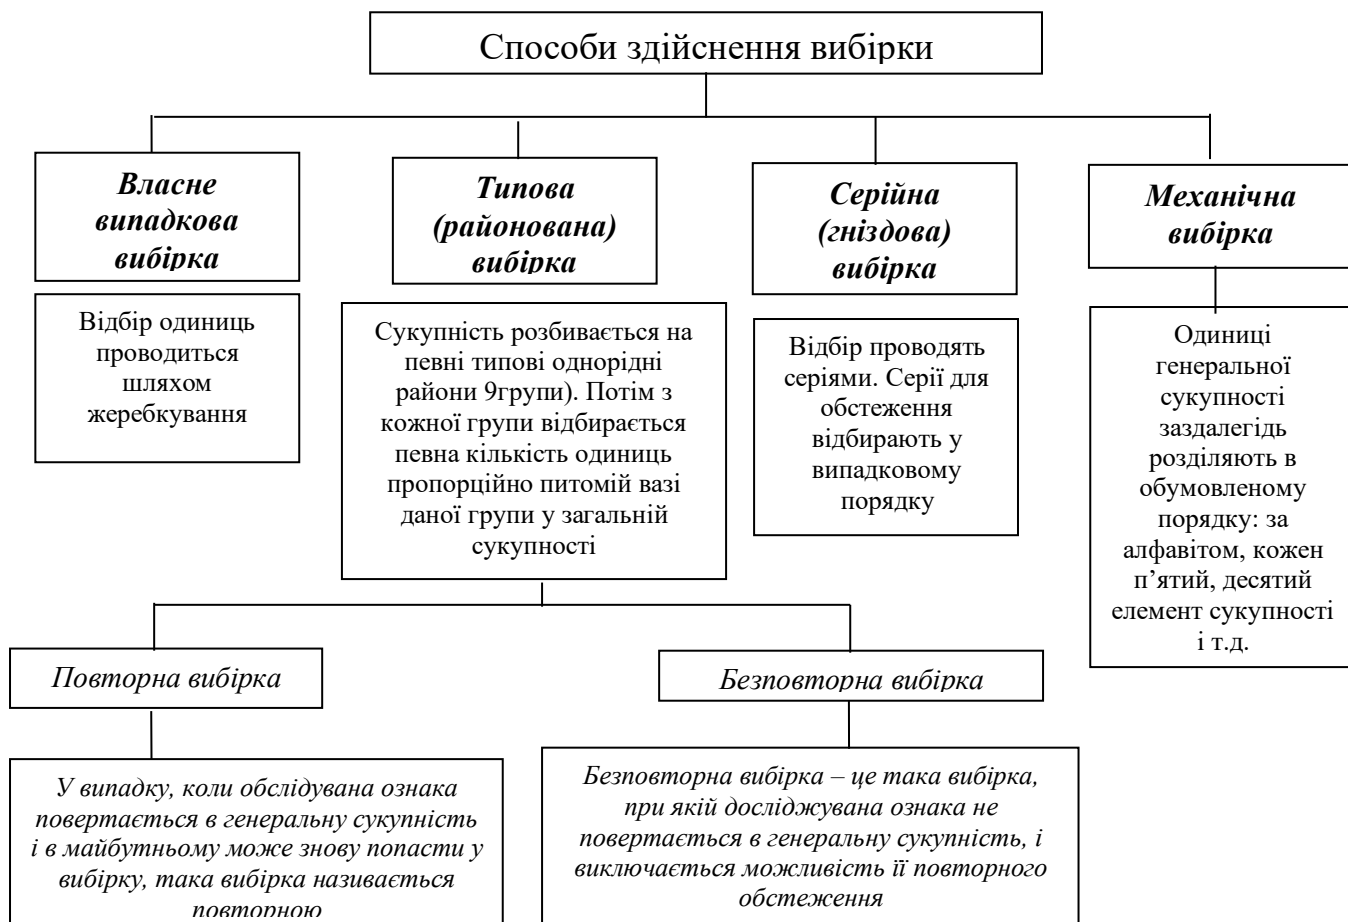 Способи здійснення вибірки
Власне
випадкова
вибірка
Типова
(районована)
вибірка
Серійна
(гніздова)
вибірка
Механічна
вибірка
Відбір одиниць
проводиться
шляхом
жеребкування
Сукупність розбивається на
певні типові однорідні
райони 9групи). Потім з
кожної групи відбирається
певна кількість одиниць
пропорційно питомій вазі
даної групи у загальній
сукупності
Відбір проводять
серіями. Серії для
обстеження
відбирають у
випадковому
порядку
Одиниці
генеральної
сукупності
заздалегідь
розділяють в
обумовленому
порядку: за
алфавітом, кожен
п’ятий, десятий
елемент сукупності
і т.д.
Повторна вибірка
Безповторна вибірка
У випадку, коли обслідувана ознака
повертається в генеральну сукупність
і в майбутньому може знову попасти у
вибірку, така вибірка називається
повторною
Безповторна вибірка – це така вибірка,
при якій досліджувана ознака не
повертається в генеральну сукупність, і
виключається можливість її повторного
обстеження